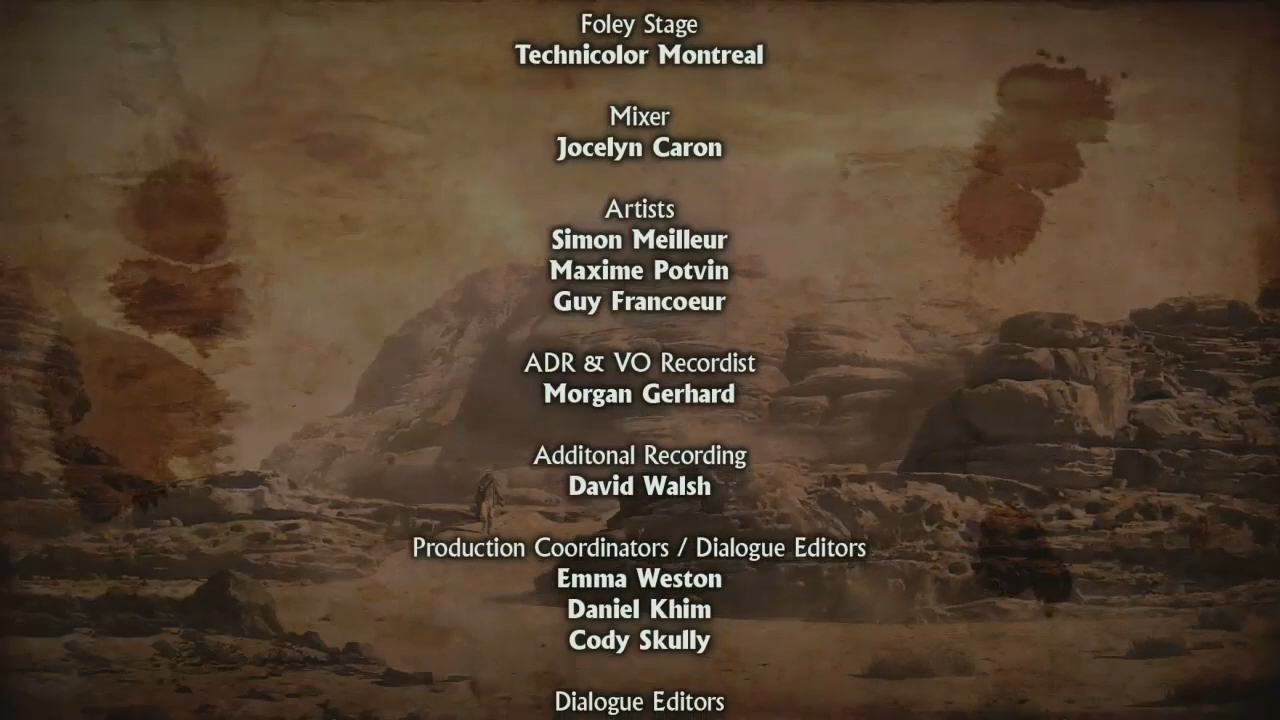 Foley Stage
Technicolor Montreal
Mixer
Jocelyn Caron
Artists
Simon Meilleur
Maxime Potvin
Guy Francoeur
ADR & VO Recordist
Morgan Gerhard
Additonal Recording
David Walsh
Production Coordinators / Dialogue Editors
Emma Weston
Daniel Khim
Cody Skully
Dialogue Editors